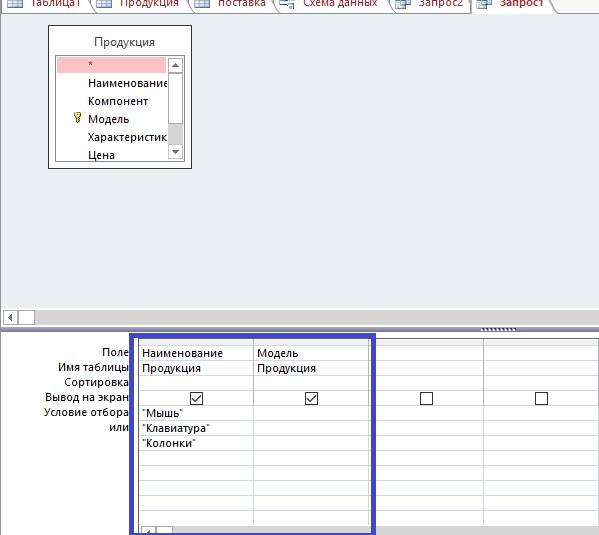 Таблица1 Продукция поставка Схема данных Запрос2 Запрос1
Продукция
*
Наименование
Компонент
Модель
Характеристик
Цена
Поле Наименование Модель
Имя таблицы Продукция Продукция
Сортировка
Вывод на экран
Условие отбора "Мышь"
или "Клавиатура"
"Колонки"